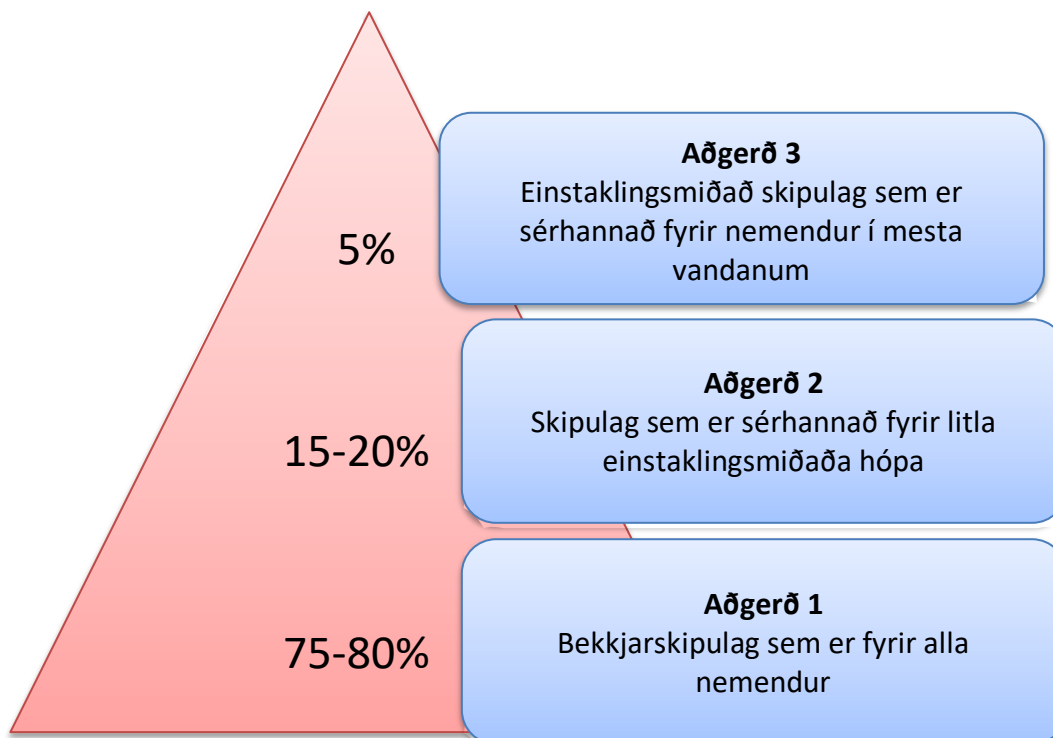 Aðgerð 3
Einstaklingsmiðað skipulag sem er
sérhannað fyrir nemendur í mesta
vandanum
5%
Aðgerð 2
Skipulag sem er sérhannað fyrir litla
einstaklingsmiðaða hópa
15-20%
Aðgerð 1
Bekkjarskipulag sem er fyrir alla
nemendur
75-80%